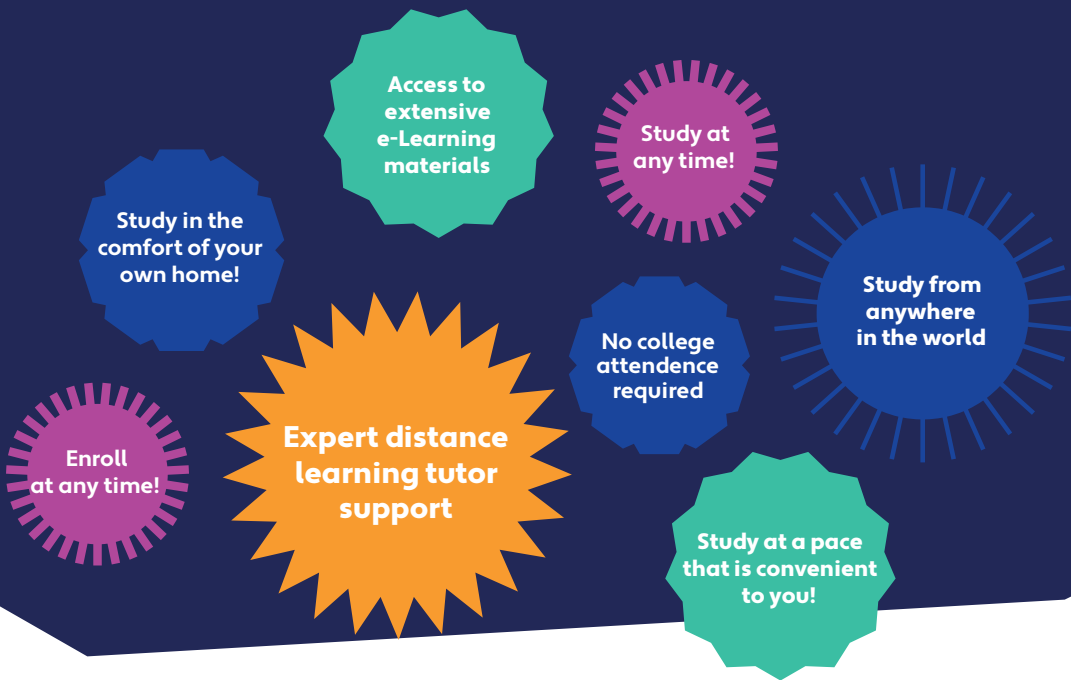 Access to
extensive
e-Learning
materials
Study at
any time!
Study in the
comfort of your
own home!
Study from
anywhere
in the world
No college
attendence
required
Expert distance
learning tutor
support
Enroll
at any time!
Study at a pace
that is convenient
to you!